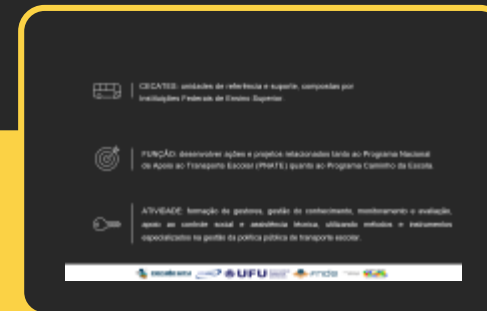 CECATEs: unidades de referência e suporte, compostas por
Instituições Federais de Ensino Superior.
FUNÇÃO: desenvolver ações e projetos relacionados tanto ao Programa Nacional
de Apoio ao Transporte Escolar (PNATE) quanto ao Programa Caminho da Escola.
ATIVIDADE: formação de gestores, gestão do conhecimento, monitoramento e avaliação,
apoio ao controle social e assistência técnica, utilizando métodos e instrumentos
especializados na gestão da política pública de transporte escolar.
UFU fnde